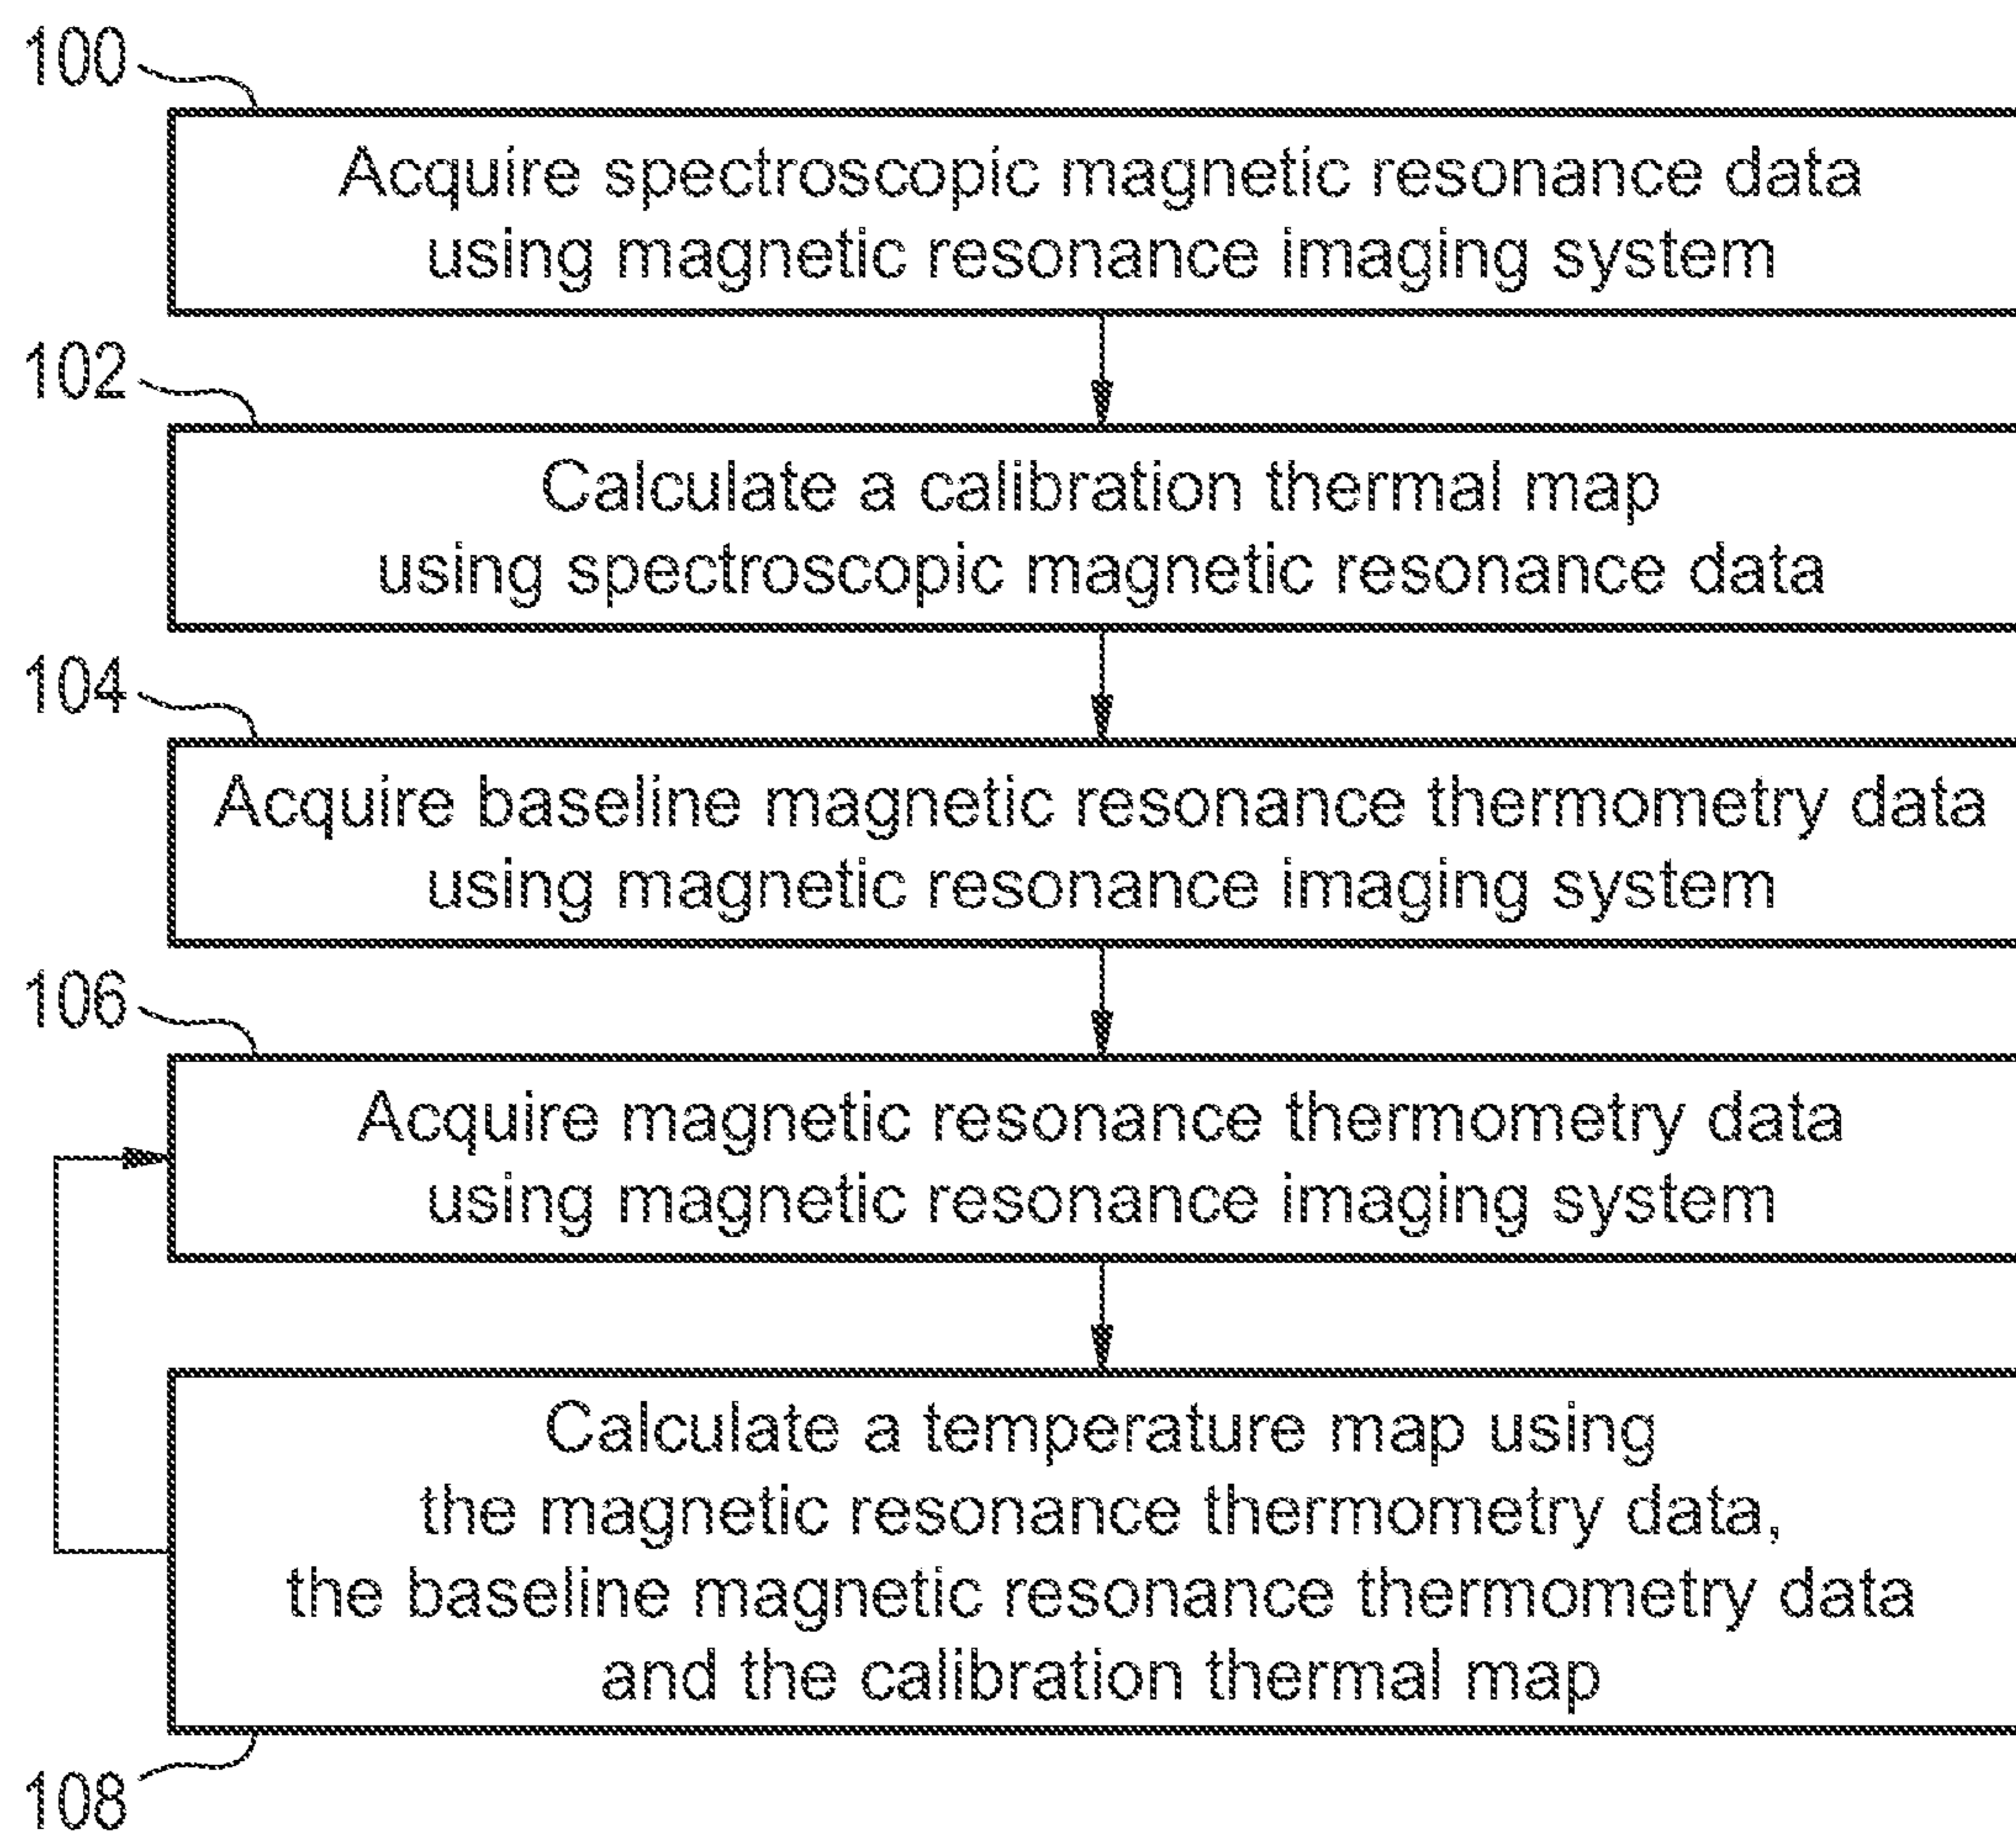 100
Acquire spectroscopic magnetic resonance data
using magnetic resonance imaging system
102
Calculate a calibration thermal map
using spectroscopic magnetic resonance data
104
Acquire baseline magnetic resonance thermometry data
using magnetic resonance imaging system
106
Acquire magnetic resonance thermometry data
using magnetic resonance imaging system
Calculate a temperature map using
the magnetic resonance thermometry data,
the baseline magnetic resonance thermometry data
and the calibration thermal map
108